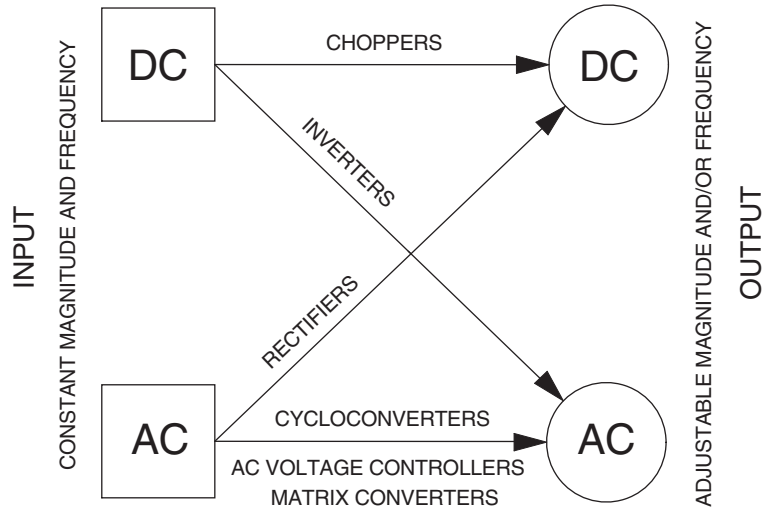 INPUT
CONSTANT MAGNITUDE AND FREQUENCY
DC
CHOPPERS
DC
INVERTERS
RECTIFIERS
AC
CYCLOCONVERTERS
AC VOLTAGE CONTROLLERS
MATRIX CONVERTERS
AC
ADJUSTABLE MAGNITUDE AND/OR FREQUENCY
OUTPUT